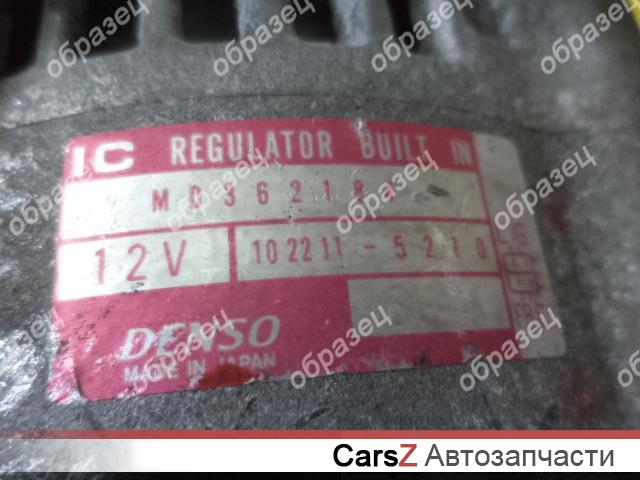 IC REGULATOR BUILT IN
MD362181
12V 102211-5210
DENSO
MADE IN JAPAN
образец
образец
образец
образец
образец
образец
образец
образец
образец
CarsZ Автозапчасти